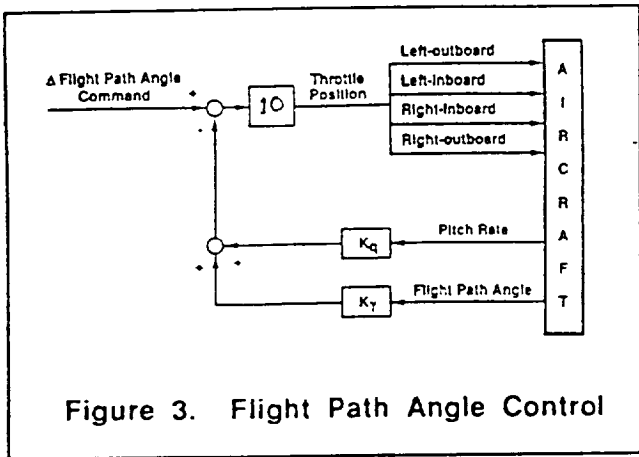 Δ Flight Path Angle
Command
+
-
10
Throttle
Position
Left-outboard
Left-inboard
Right-inboard
Right-outboard
AIRCRAFT
Kq
Pitch Rate
+
+
Kγ
Flight Path Angle
Figure 3. Flight Path Angle Control